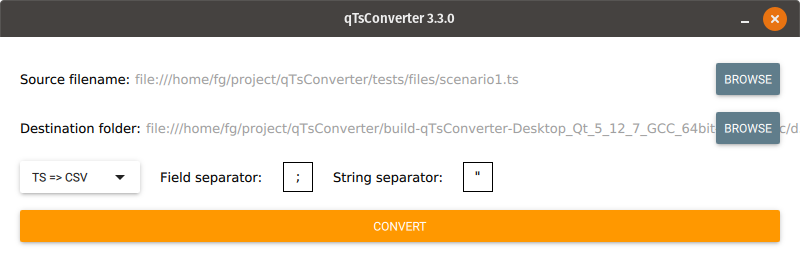 qTsConverter 3.3.0
Source filename: file:///home/fg/project/qTsConverter/tests/files/scenario1.ts BROWSE
Destination folder: file:///home/fg/project/qTsConverter/build-qTsConverter-Desktop_Qt_5_12_7_GCC_64bit BROWSE c/d
TS => CSV Field separator: ; String separator: "
CONVERT